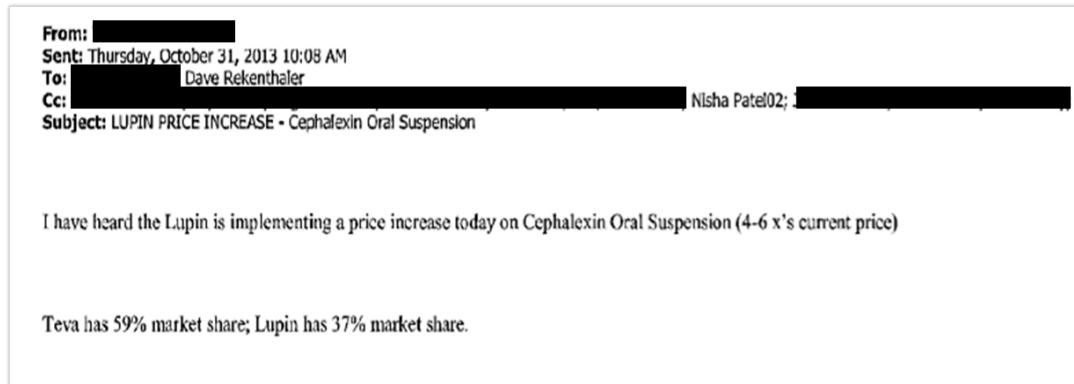 From:
Sent: Thursday, October 31, 2013 10:08 AM
To: Dave Rekenthaler
Cc: Nisha Patel02;
Subject: LUPIN PRICE INCREASE - Cephalexin Oral Suspension
I have heard the Lupin is implementing a price increase today on Cephalexin Oral Suspension (4-6 x's current price)
Teva has 59% market share; Lupin has 37% market share.